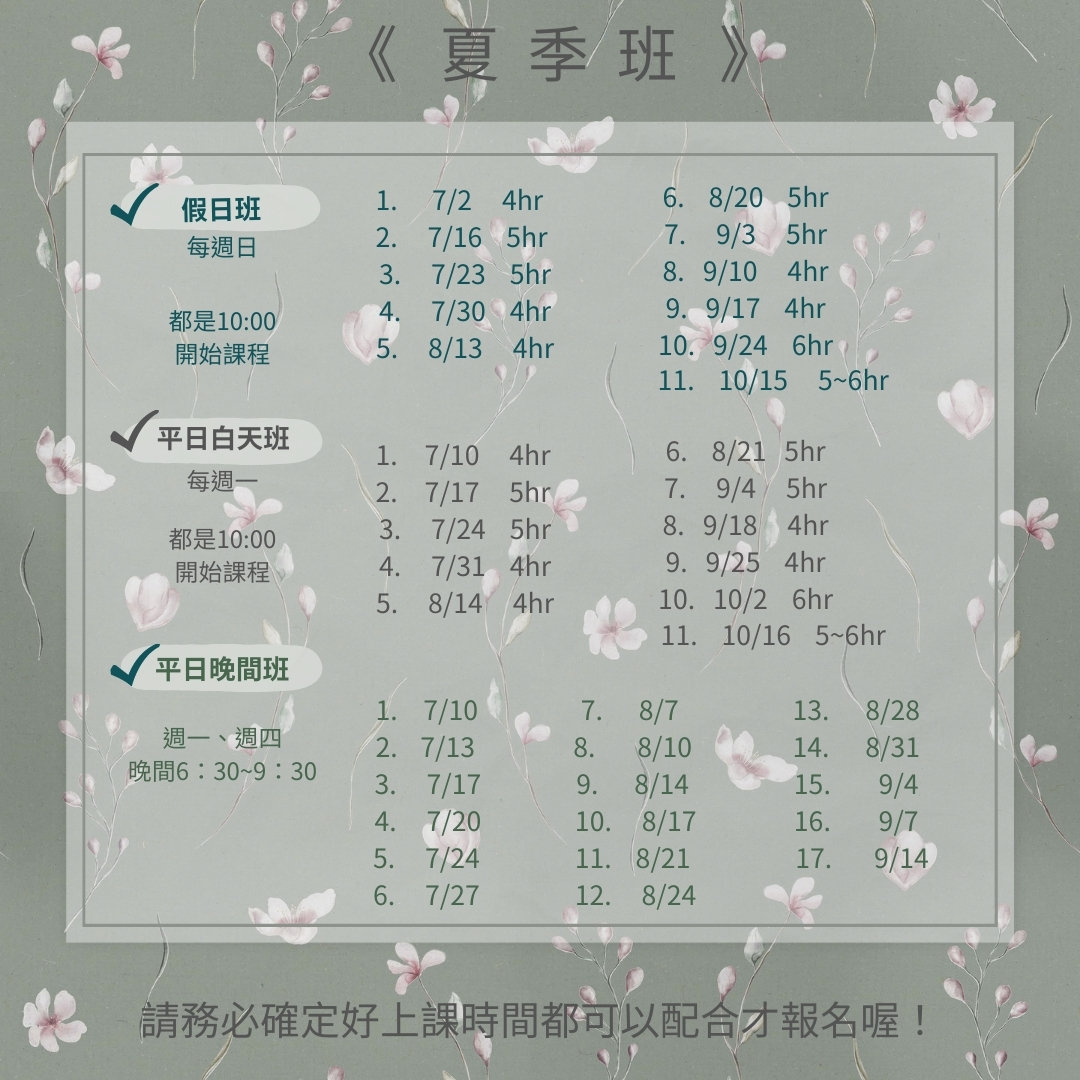 《 夏 季 班 》
假日班
每週日
都是10:00
開始課程
1. 7/2 4hr
2. 7/16 5hr
3. 7/23 5hr
4. 7/30 4hr
5. 8/13 4hr
6. 8/20 5hr
7. 9/3 5hr
8. 9/10 4hr
9. 9/17 4hr
10. 9/24 6hr
11. 10/15 5~6hr
平日白天班
每週一
都是10:00
開始課程
1. 7/10 4hr
2. 7/17 5hr
3. 7/24 5hr
4. 7/31 4hr
5. 8/14 4hr
6. 8/21 5hr
7. 9/4 5hr
8. 9/18 4hr
9. 9/25 4hr
10. 10/2 6hr
11. 10/16 5~6hr
平日晚間班
週一、週四
晚間6：30~9：30
1. 7/10
2. 7/13
3. 7/17
4. 7/20
5. 7/24
6. 7/27
7. 8/7
8. 8/10
9. 8/14
10. 8/17
11. 8/21
12. 8/24
13. 8/28
14. 8/31
15. 9/4
16. 9/7
17. 9/14
請務必確定好上課時間都可以配合才報名喔！